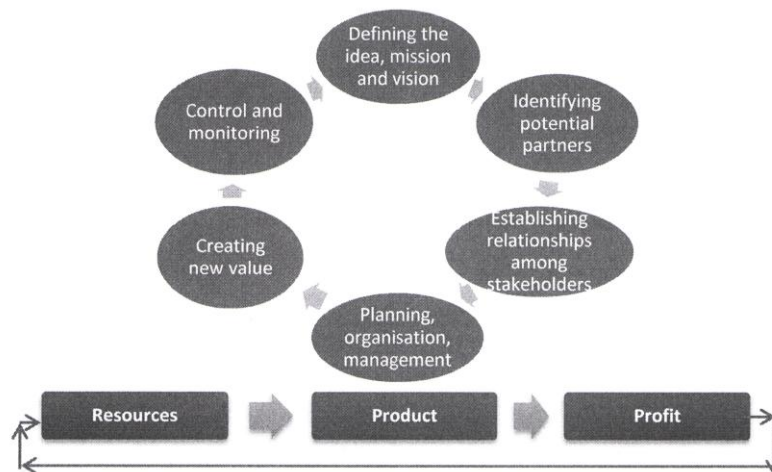 Defining the
idea, mission
and vision
Identifying
potential
partners
Establishing
relationships
among
stakeholders
Planning,
organisation,
management
Creating
new value
Control and
monitoring
Resources
Product
Profit